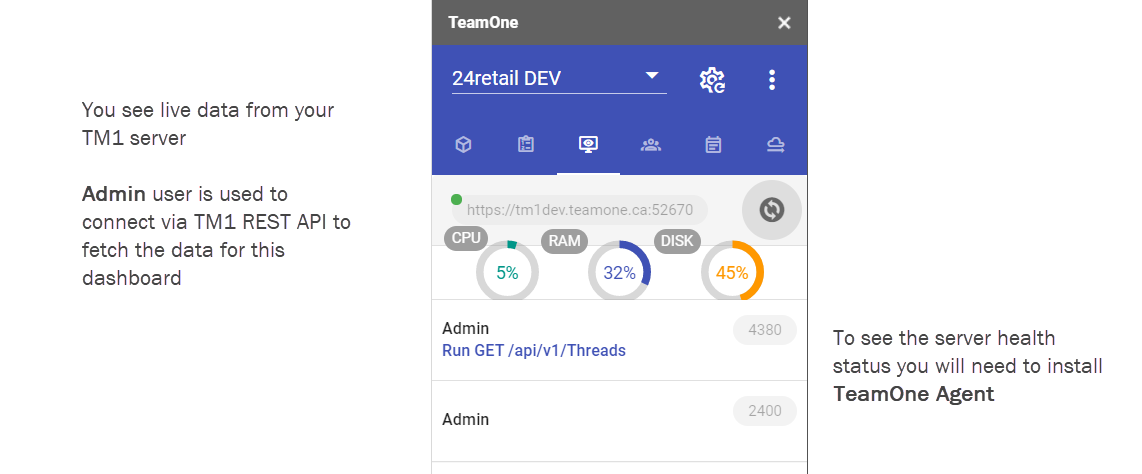 TeamOne
24retail DEV
You see live data from your
TM1 server
Admin user is used to
connect via TM1 REST API to
fetch the data for this
dashboard
https://tm1dev.teamone.ca:52670
CPU
5%
RAM
32%
DISK
45%
Admin
4380
Run GET /api/v1/Threads
Admin
2400
To see the server health
status you will need to install
TeamOne Agent